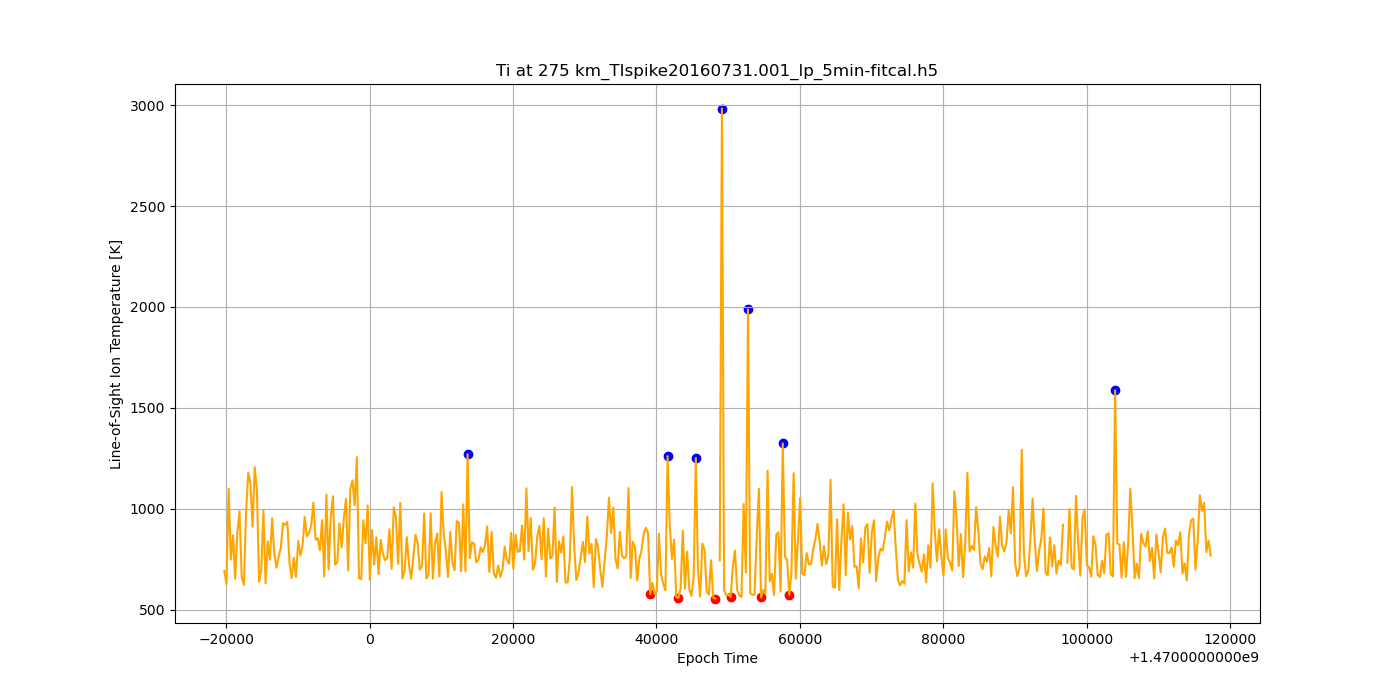 Ti at 275 km_TIspike20160731.001_lp_5min-fitcal.h5
Line-of-Sight Ion Temperature [K]
3000
2500
2000
1500
1000
500
−20000 0 20000 40000 60000 80000 100000 120000
Epoch Time
+1.4700000000e9